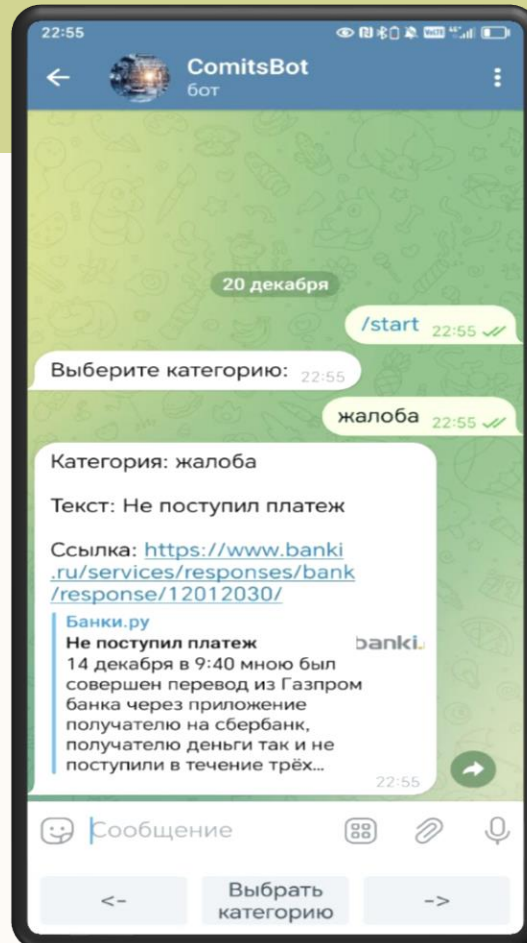 22:55
ComitsBot
бот
20 декабря
/start 22:55
Выберите категорию: 22:55
жалоба 22:55
Категория: жалоба
Текст: Не поступил платеж
Ссылка: https://www.banki
.ru/services/responses/bank
/response/12012030/
Банки.ру
Не поступил платеж
banki.
14 декабря в 9:40 мною был
совершен перевод из Газпром
банка через приложение
получателю на сбербанк,
получателю деньги так и не
поступили в течение трёх...
22:55
Сообщение
<-
Выбрать
категорию
->